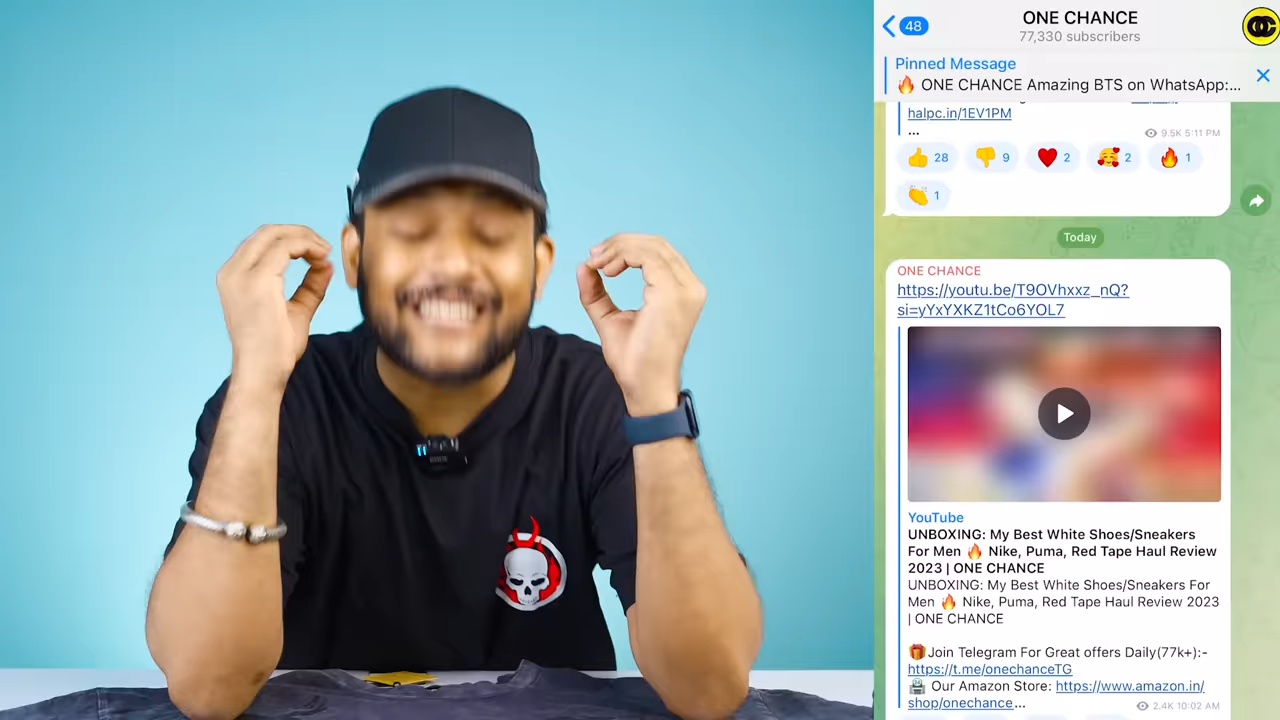 48
ONE CHANCE
77,330 subscribers
Pinned Message
🔥 ONE CHANCE Amazing BTS on WhatsApp:...
halpc.in/1EV1PM
...
9.5K 5:11 PM
👍 28 👎 9 ❤️ 2 🥰 2 🔥 1
👏 1
Today
ONE CHANCE
https://youtu.be/T9OVhxxz_nQ?
si=yYxYXKZ1tCo6YOL7
YouTube
UNBOXING: My Best White Shoes/Sneakers
For Men 🔥 Nike, Puma, Red Tape Haul Review
2023 | ONE CHANCE
UNBOXING: My Best White Shoes/Sneakers For
Men 🔥 Nike, Puma, Red Tape Haul Review 2023
| ONE CHANCE
🎁Join Telegram For Great offers Daily(77k+):-
https://t.me/onechanceTG
🏪 Our Amazon Store: https://www.amazon.in/
shop/onechance...
2.4K 10:02 AM